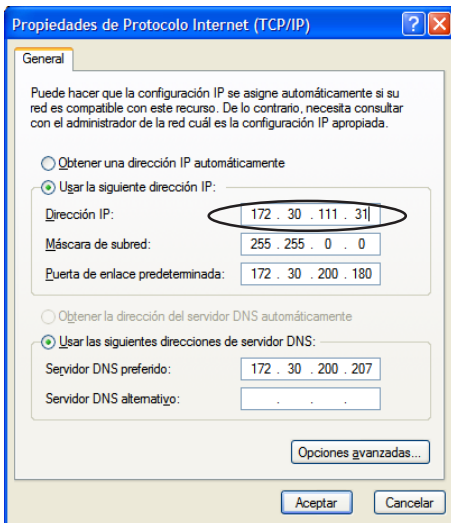 Propiedades de Protocolo Internet (TCP/IP)
General
Puede hacer que la configuración IP se asigne automáticamente si su
red es compatible con este recurso. De lo contrario, necesita consultar
con el administrador de la red cuál es la configuración IP apropiada.
Obtener una dirección IP automáticamente
Usar la siguiente dirección IP:
Dirección IP: 172 . 30 . 111 . 31
Máscara de subred: 255 . 255 . 0 . 0
Puerta de enlace predeterminada: 172 . 30 . 200 . 180
Obtener la dirección del servidor DNS automáticamente
Usar las siguientes direcciones de servidor DNS:
Servidor DNS preferido: 172 . 30 . 200 . 207
Servidor DNS alternativo: . . .
Opciones avanzadas...
Aceptar Cancelar